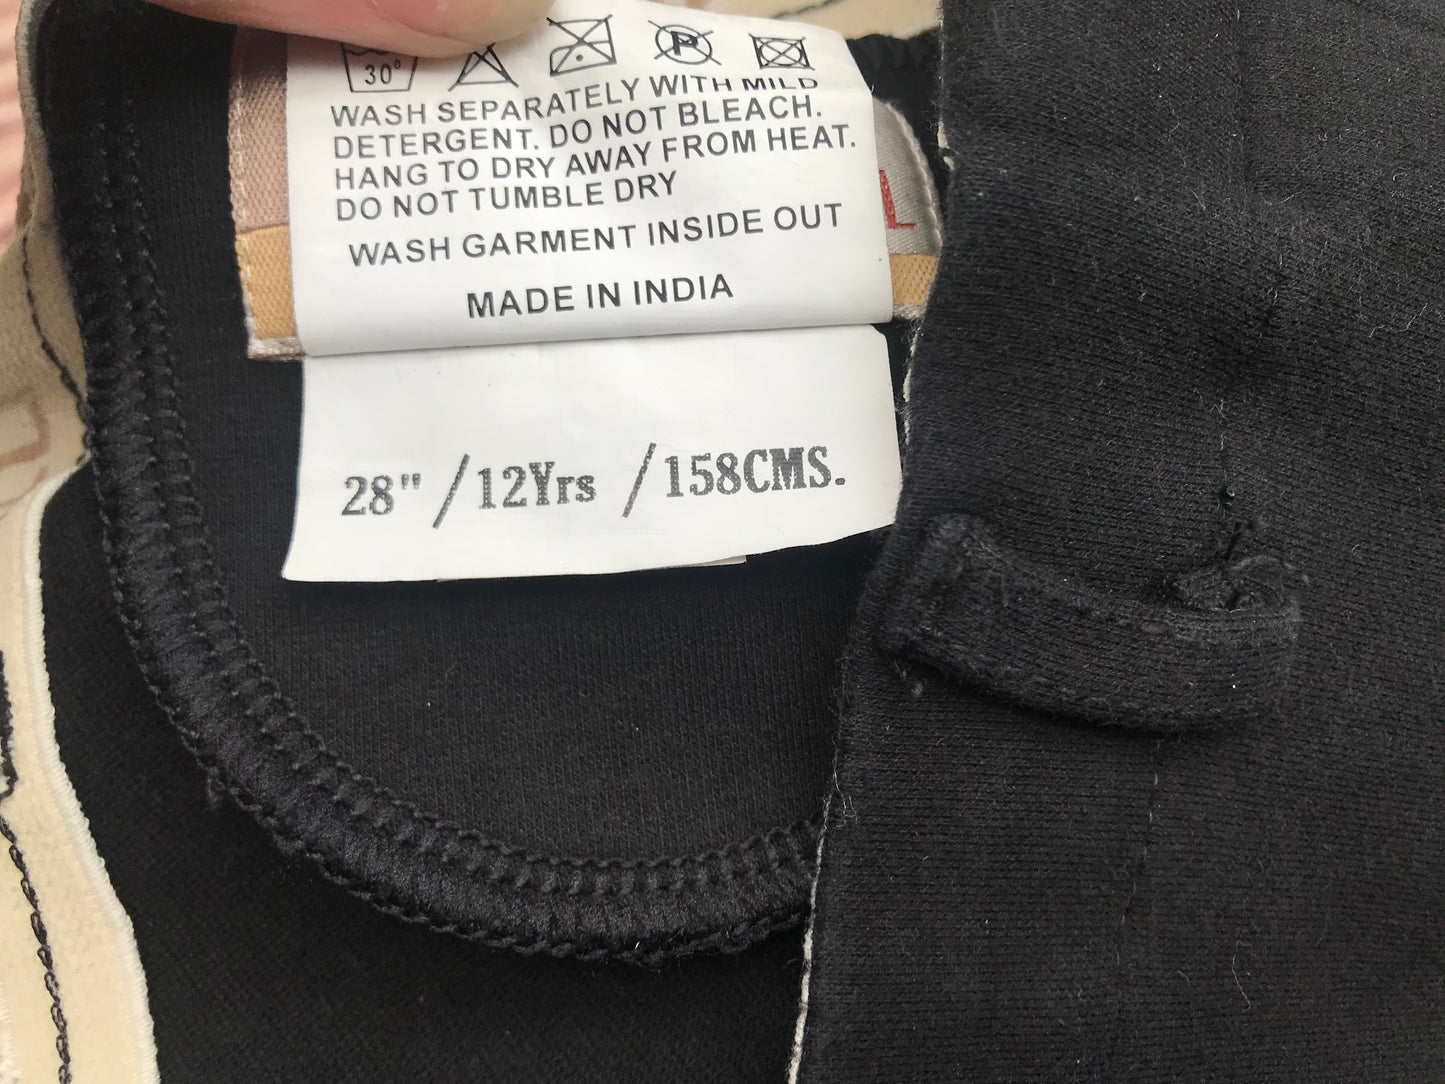 30°
P
WASH SEPARATELY WITH MILD
DETERGENT. DO NOT BLEACH.
HANG TO DRY AWAY FROM HEAT.
DO NOT TUMBLE DRY
WASH GARMENT INSIDE OUT
MADE IN INDIA
28" / 12Yrs / 158CMS.